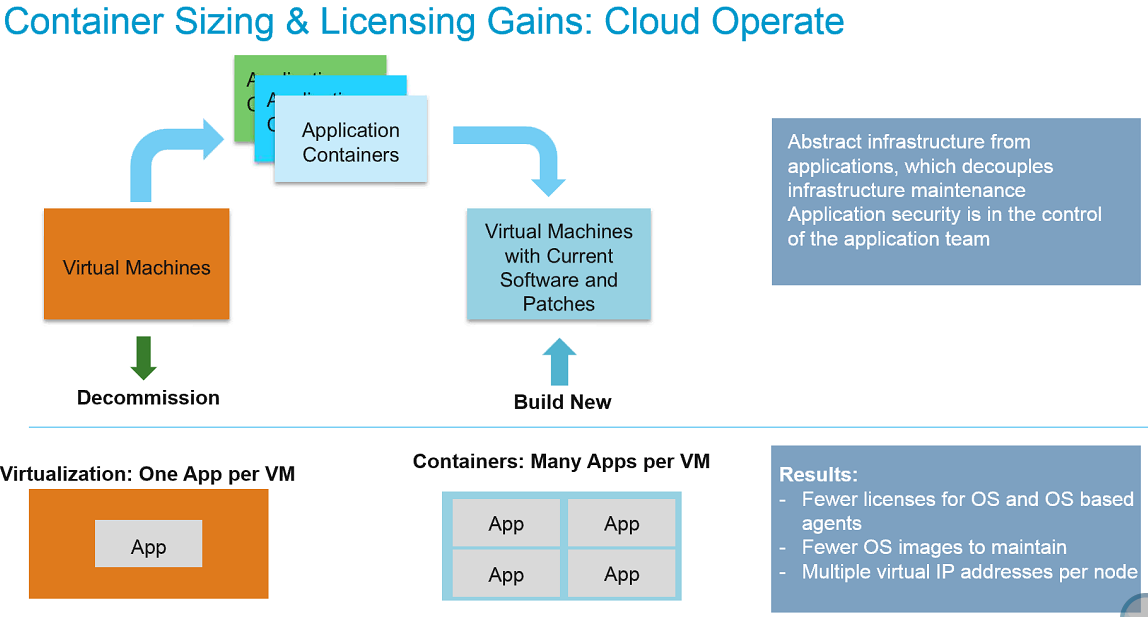 Container Sizing & Licensing Gains: Cloud Operate
Application
Containers
Virtual Machines
Virtual Machines
with Current
Software and
Patches
Abstract infrastructure from
applications, which decouples
infrastructure maintenance
Application security is in the control
of the application team
Decommission
Build New
Virtualization: One App per VM
App
Containers: Many Apps per VM
App App
App App
Results:
- Fewer licenses for OS and OS based
agents
- Fewer OS images to maintain
- Multiple virtual IP addresses per node